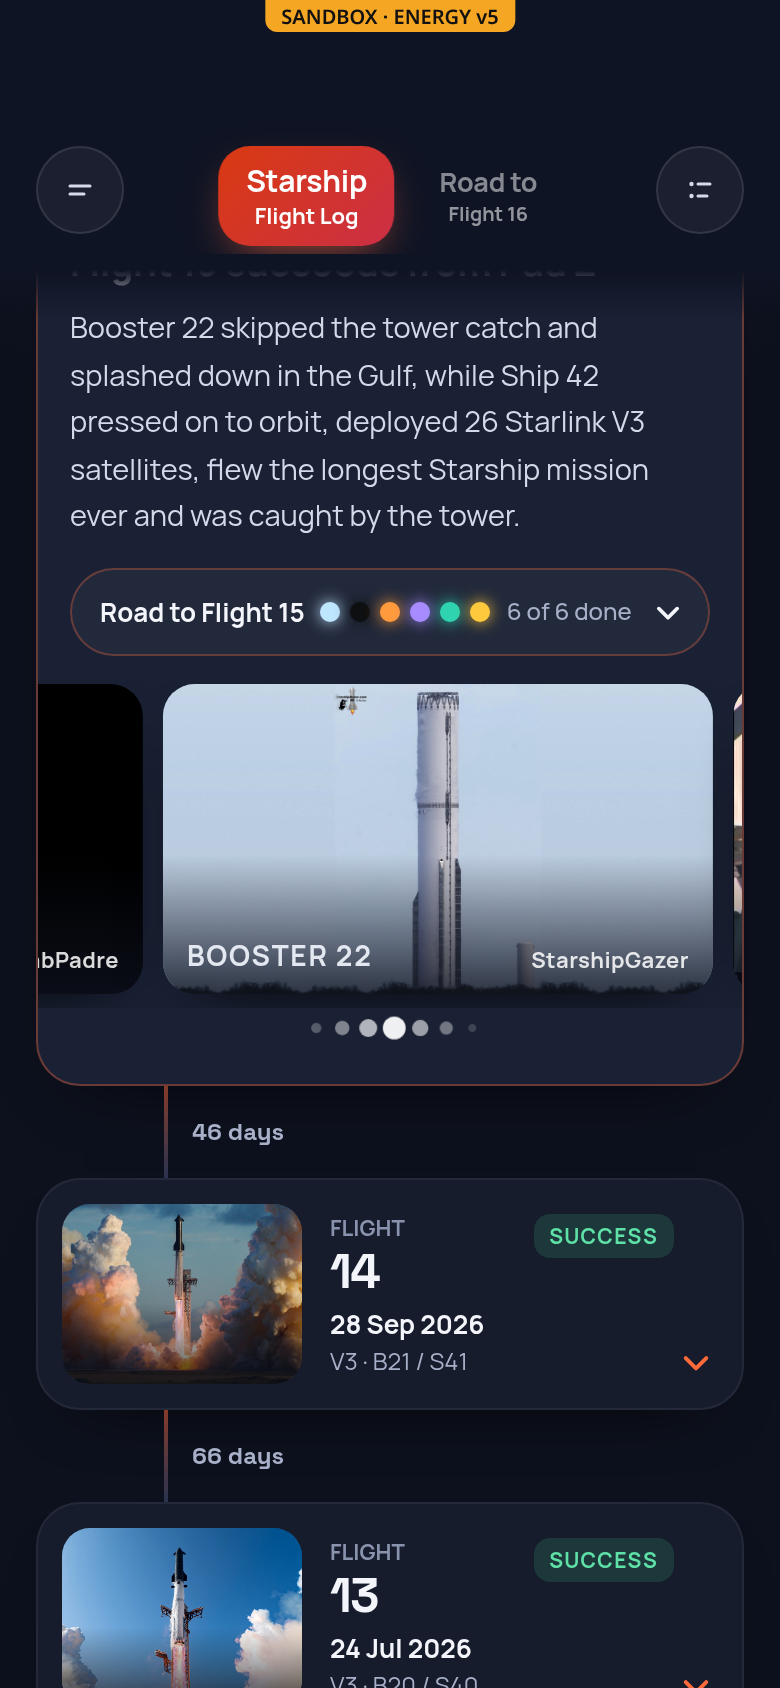 SANDBOX · ENERGY v5
Starship
Flight Log
Road to
Flight 16
Booster 22 skipped the tower catch and
splashed down in the Gulf, while Ship 42
pressed on to orbit, deployed 26 Starlink V3
satellites, flew the longest Starship mission
ever and was caught by the tower.
Road to Flight 15 6 of 6 done
bPadre
BOOSTER 22
StarshipGazer
46 days
FLIGHT
SUCCESS
14
28 Sep 2026
V3 · B21 / S41
66 days
FLIGHT
SUCCESS
13
24 Jul 2026
V3 · B20 / S40